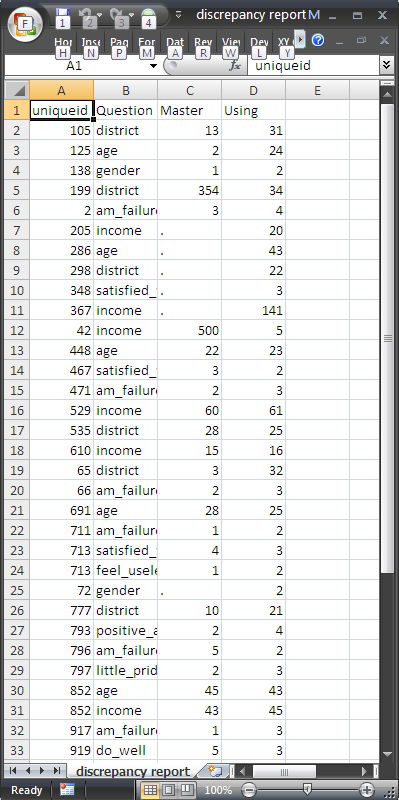 discrepancy report M
F 1 2 3 4
Hor Inse Pag For Dat Rev Vie Dev XY C
H N P M A R W L Y
A1 fx uniqueid
A B C D E
1 uniqueid Question Master Using
2 105 district 13 31
3 125 age 2 24
4 138 gender 1 2
5 199 district 354 34
6 2 am_failure 3 4
7 205 income . 20
8 286 age . 43
9 298 district . 22
10 348 satisfied_ . 3
11 367 income . 141
12 42 income 500 5
13 448 age 22 23
14 467 satisfied_ 3 2
15 471 am_failure 2 3
16 529 income 60 61
17 535 district 28 25
18 610 income 15 16
19 65 district 3 32
20 66 am_failure 2 3
21 691 age 28 25
22 711 am_failure 1 2
23 713 satisfied_ 4 3
24 713 feel_usele 1 2
25 72 gender . 2
26 777 district 10 21
27 793 positive_a 2 4
28 796 am_failure 5 2
29 797 little_prid 2 3
30 852 age 45 43
31 852 income 43 45
32 917 am_failure 1 3
33 919 do_well 5 3
discrepancy report
Ready 100%